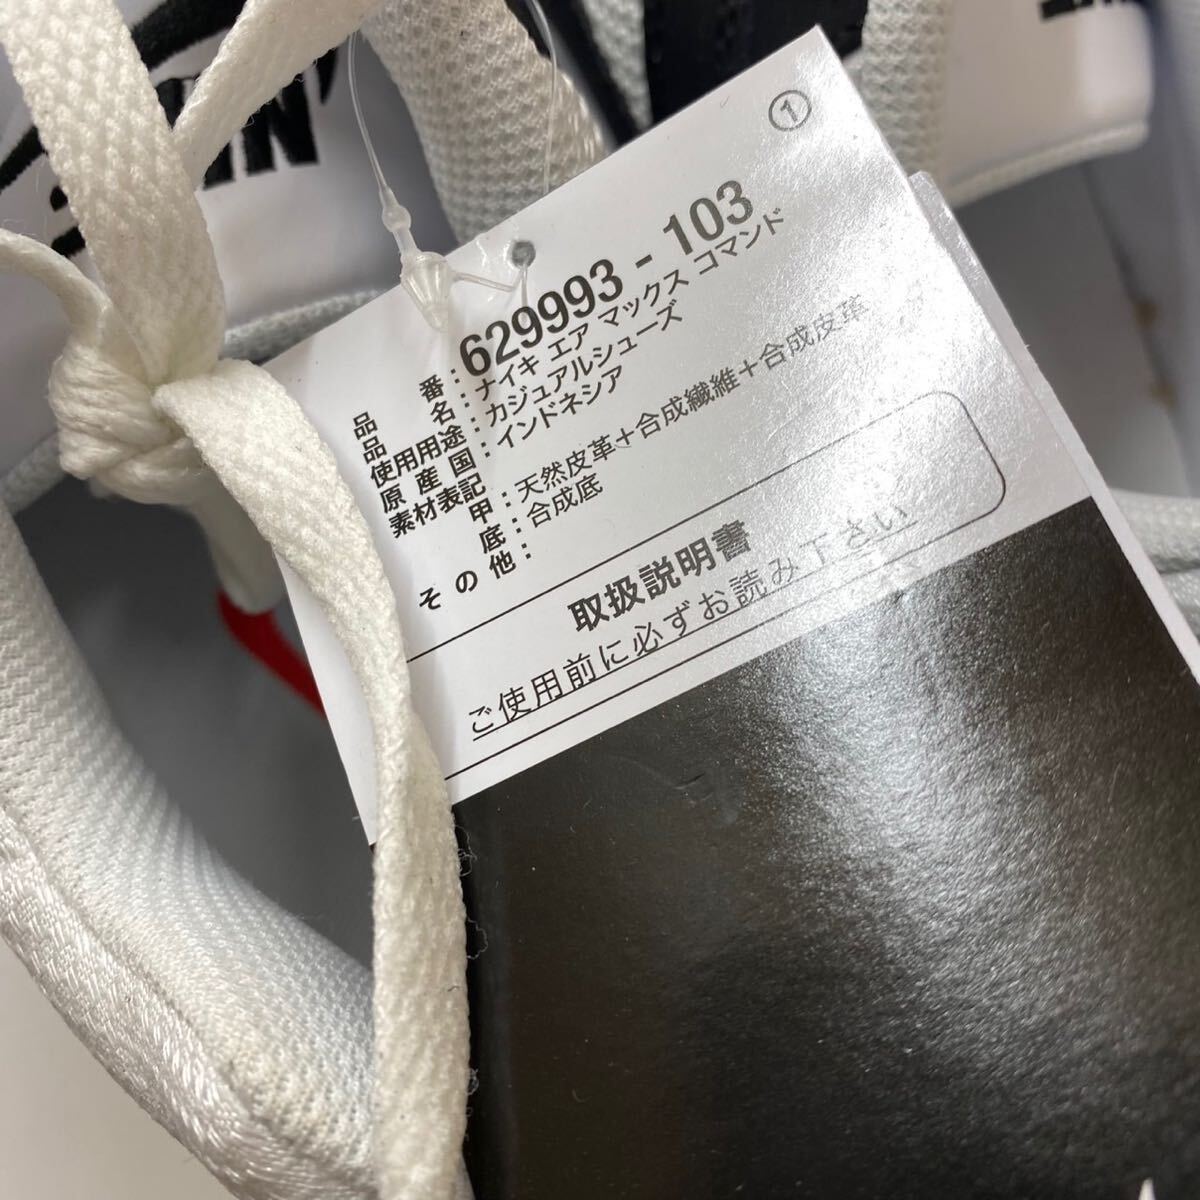 ①
品番：629993 - 103
品名：ナイキ エア マックス コマンド
使用用途：カジュアルシューズ
原産国：インドネシア
素材表記
甲：天然皮革＋合成繊維＋合成皮革
底：合成底
その他：
取扱説明書
ご使用前に必ずお読み下さい